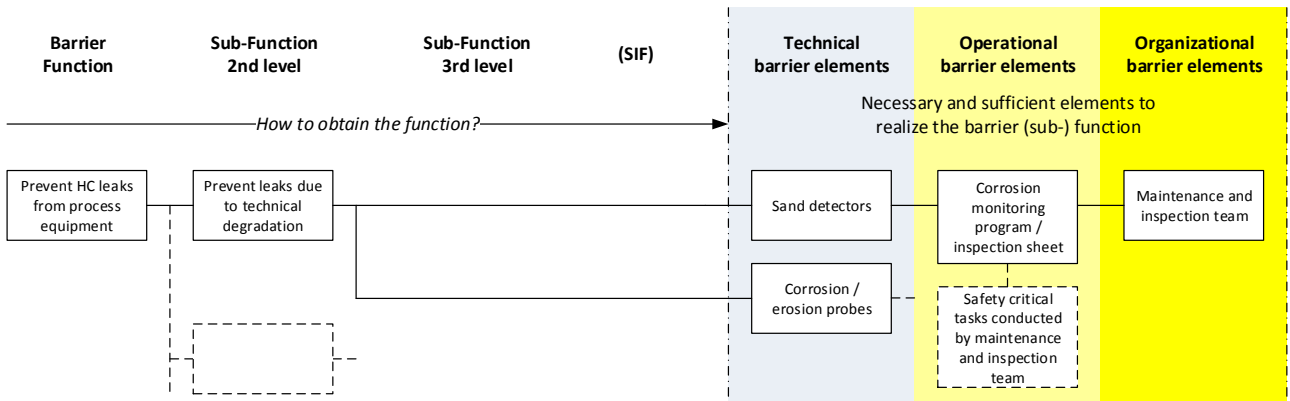 Barrier
Function
Sub-Function
2nd level
Sub-Function
3rd level
(SIF)
Technical
barrier elements
Operational
barrier elements
Organizational
barrier elements
How to obtain the function?
Necessary and sufficient elements to
realize the barrier (sub-) function
Prevent HC leaks
from process
equipment
Prevent leaks due
to technical
degradation
Sand detectors
Corrosion
monitoring
program /
inspection sheet
Maintenance and
inspection team
Corrosion /
erosion probes
Safety critical
tasks conducted
by maintenance
and inspection
team